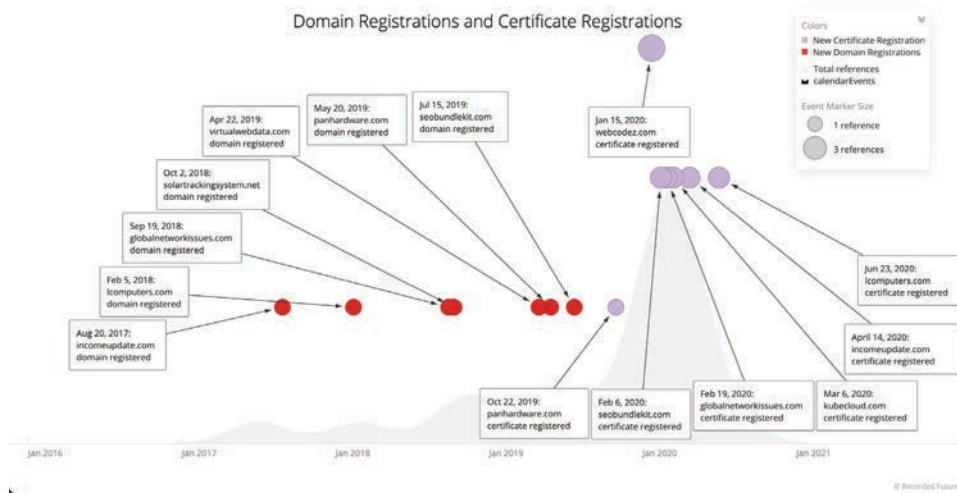 Domain Registrations and Certificate Registrations
Colors
New Certificate Registration
New Domain Registrations
Total references
calendarEvents
Event Marker Size
1 reference
3 references
Jul 15, 2019:
seobundlekit.com
domain registered
May 20, 2019:
panhardware.com
domain registered
Apr 22, 2019:
virtualwebdata.com
domain registered
Jan 15, 2020:
webcodez.com
certificate registered
Oct 2, 2018:
solartrackingsystem.net
domain registered
Sep 19, 2018:
globalnetworkissues.com
domain registered
Feb 5, 2018:
lcomputers.com
domain registered
Aug 20, 2017:
incomeupdate.com
domain registered
Jun 23, 2020:
lcomputers.com
certificate registered
April 14, 2020:
incomeupdate.com
certificate registered
Oct 22, 2019:
panhardware.com
certificate registered
Feb 6, 2020:
seobundlekit.com
certificate registered
Feb 19, 2020:
globalnetworkissues.com
certificate registered
Mar 6, 2020:
kubecloud.com
certificate registered
Jan 2016
Jan 2017
Jan 2018
Jan 2019
Jan 2020
Jan 2021
© Recorded Future